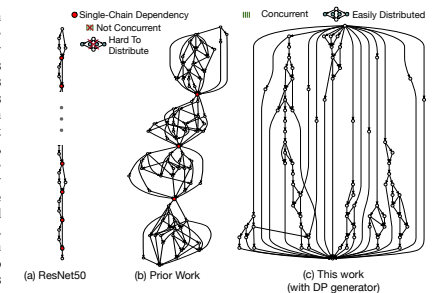 Single-Chain Dependency
Not Concurrent
Hard To
Distribute
Concurrent
Easily Distributed
(a) ResNet50
(b) Prior Work
(c) This work
(with DP generator)